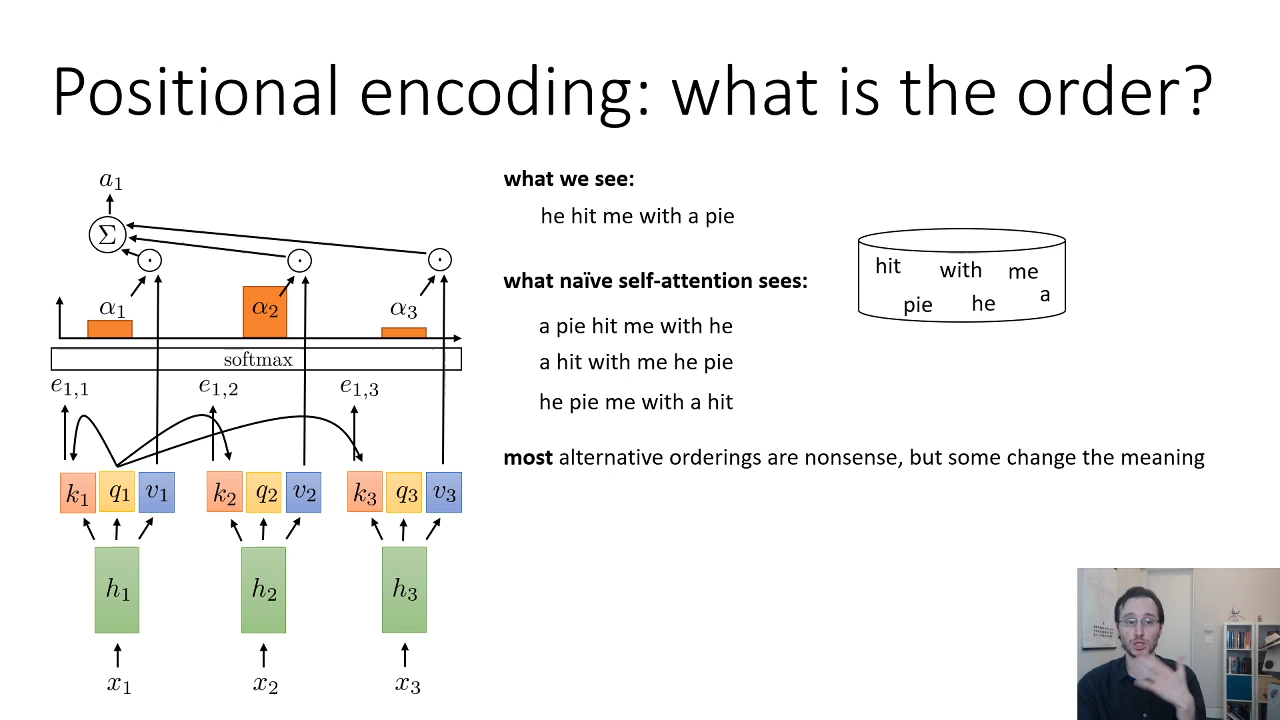 Positional encoding: what is the order?
a1
Σ
α1 α2 α3
softmax
e1,1 e1,2 e1,3
k1 q1 v1 k2 q2 v2 k3 q3 v3
h1 h2 h3
x1 x2 x3
what we see:
he hit me with a pie
what naïve self-attention sees:
a pie hit me with he
a hit with me he pie
he pie me with a hit
most alternative orderings are nonsense, but some change the meaning
hit with me
pie he a